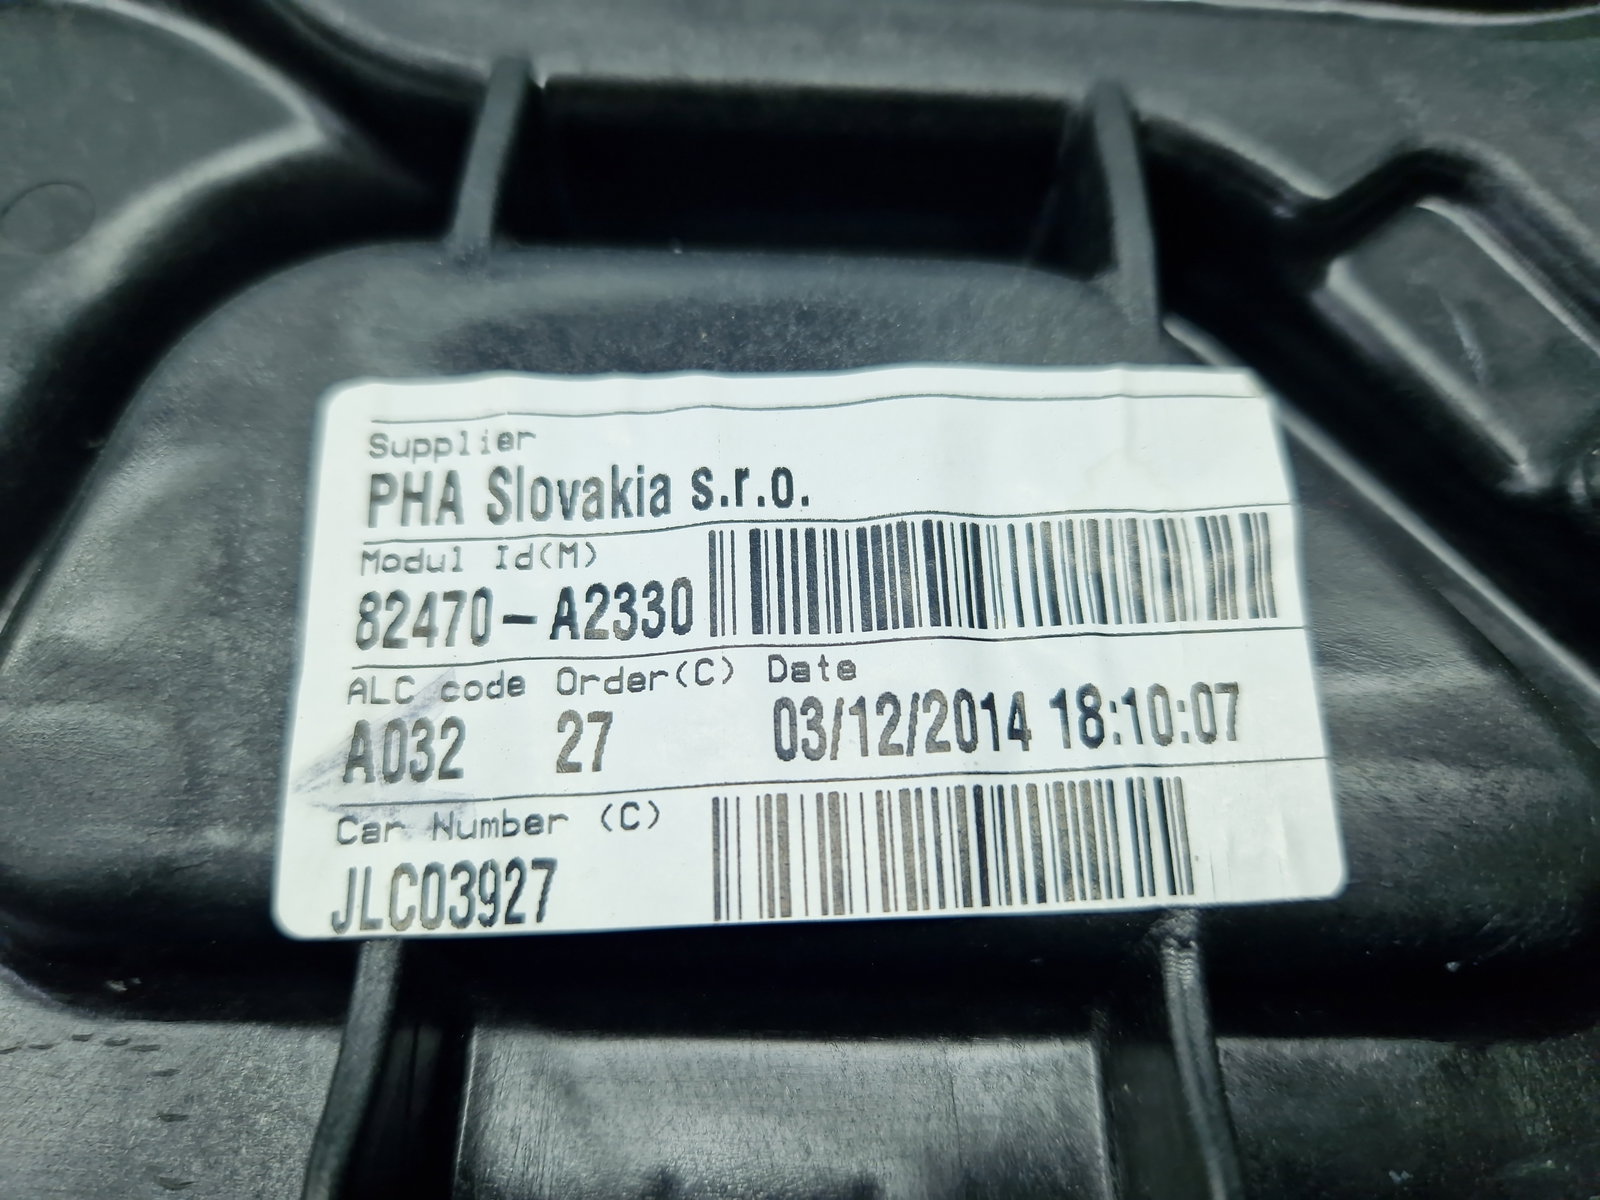 Supplier
PHA Slovakia s.r.o.
Modul Id(M)
82470-A2330
ALC code Order(C) Date
A032 27 03/12/2014 18:10:07
Car Number (C)
JLC03927